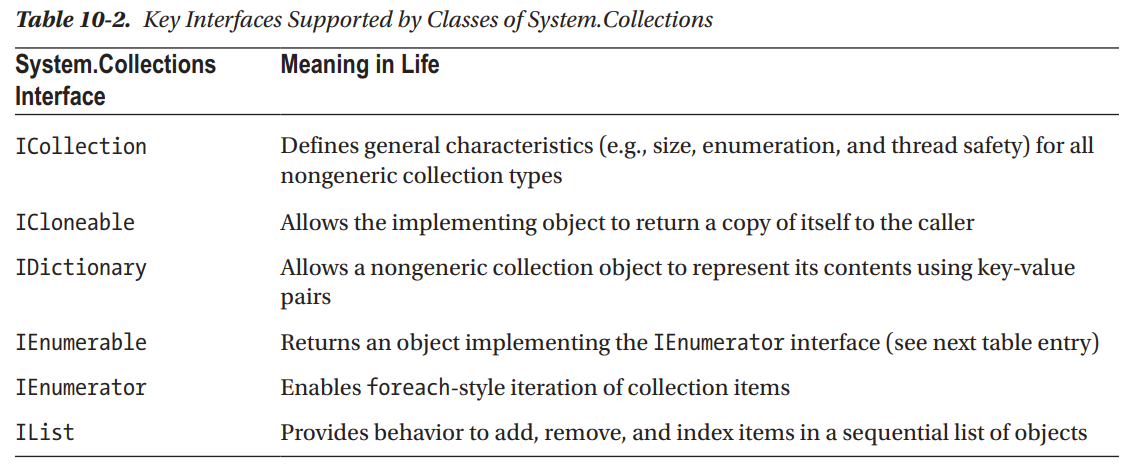 Table 10-2. Key Interfaces Supported by Classes of System.Collections
System.Collections Interface Meaning in Life
ICollection Defines general characteristics (e.g., size, enumeration, and thread safety) for all
nongeneric collection types
ICloneable Allows the implementing object to return a copy of itself to the caller
IDictionary Allows a nongeneric collection object to represent its contents using key-value
pairs
IEnumerable Returns an object implementing the IEnumerator interface (see next table entry)
IEnumerator Enables foreach-style iteration of collection items
IList Provides behavior to add, remove, and index items in a sequential list of objects